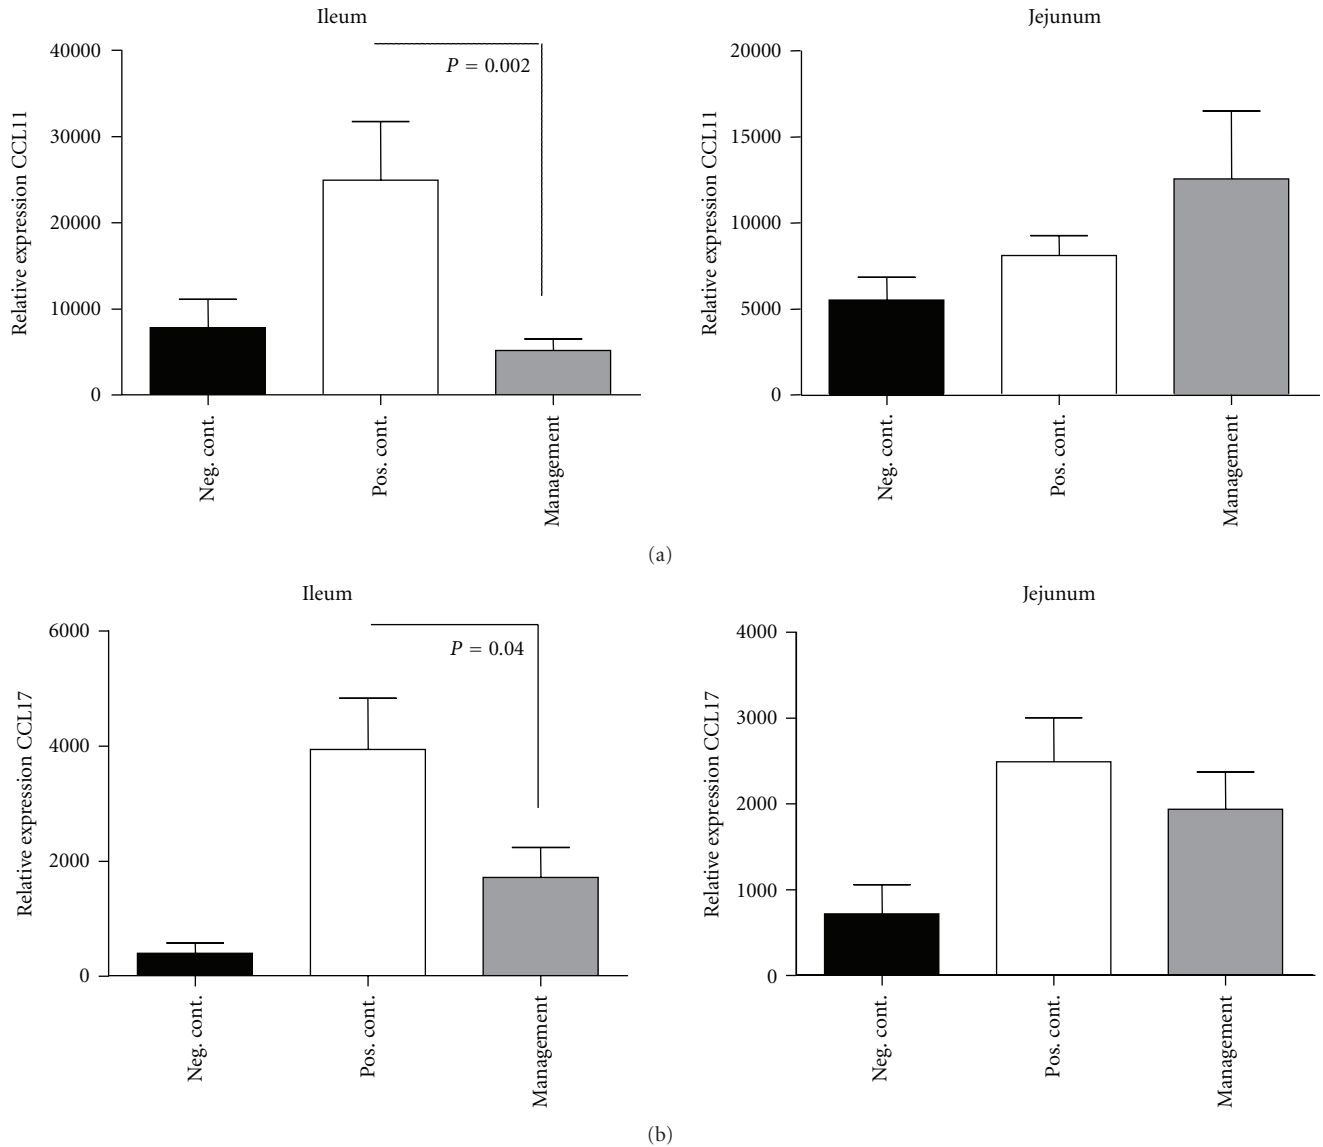 Ileum
Relative expression CCL11
40000
30000
20000
10000
0
P = 0.002
Neg. cont.
Pos. cont.
Management
Jejunum
Relative expression CCL11
20000
15000
10000
5000
0
Neg. cont.
Pos. cont.
Management
(a)
Ileum
Relative expression CCL17
6000
4000
2000
0
P = 0.04
Neg. cont.
Pos. cont.
Management
Jejunum
Relative expression CCL17
4000
3000
2000
1000
0
Neg. cont.
Pos. cont.
Management
(b)